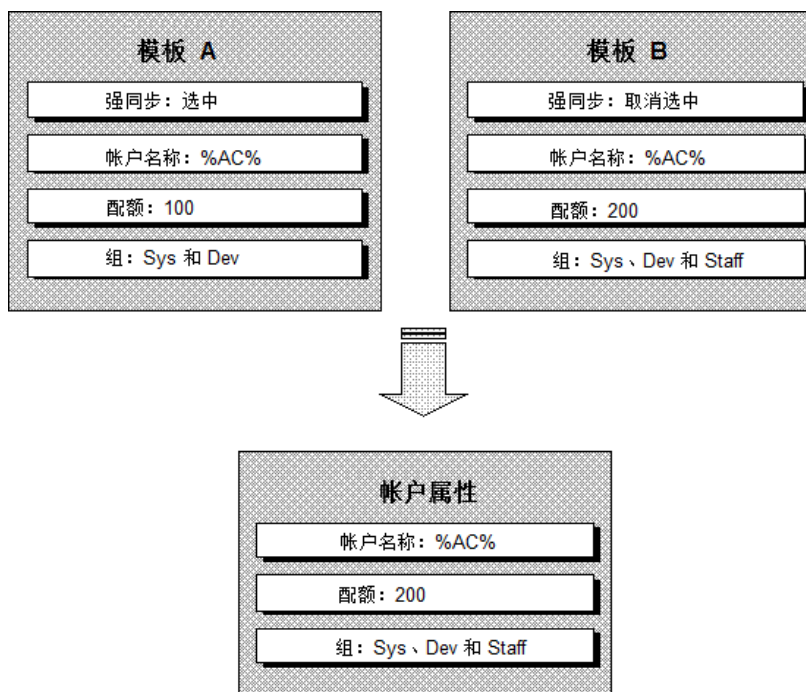 模板 A
强同步：选中
帐户名称：%AC%
配额：100
组：Sys 和 Dev
模板 B
强同步：取消选中
帐户名称：%AC%
配额：200
组：Sys、Dev 和 Staff
帐户属性
帐户名称：%AC%
配额：200
组：Sys、Dev 和 Staff